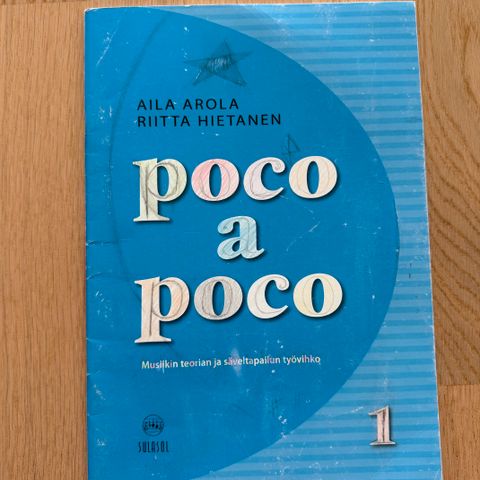 AILA AROLA
RIITTA HIETANEN
poco
a
poco
Musiikin teorian ja säveltapailun työvihko
1
SULASOL